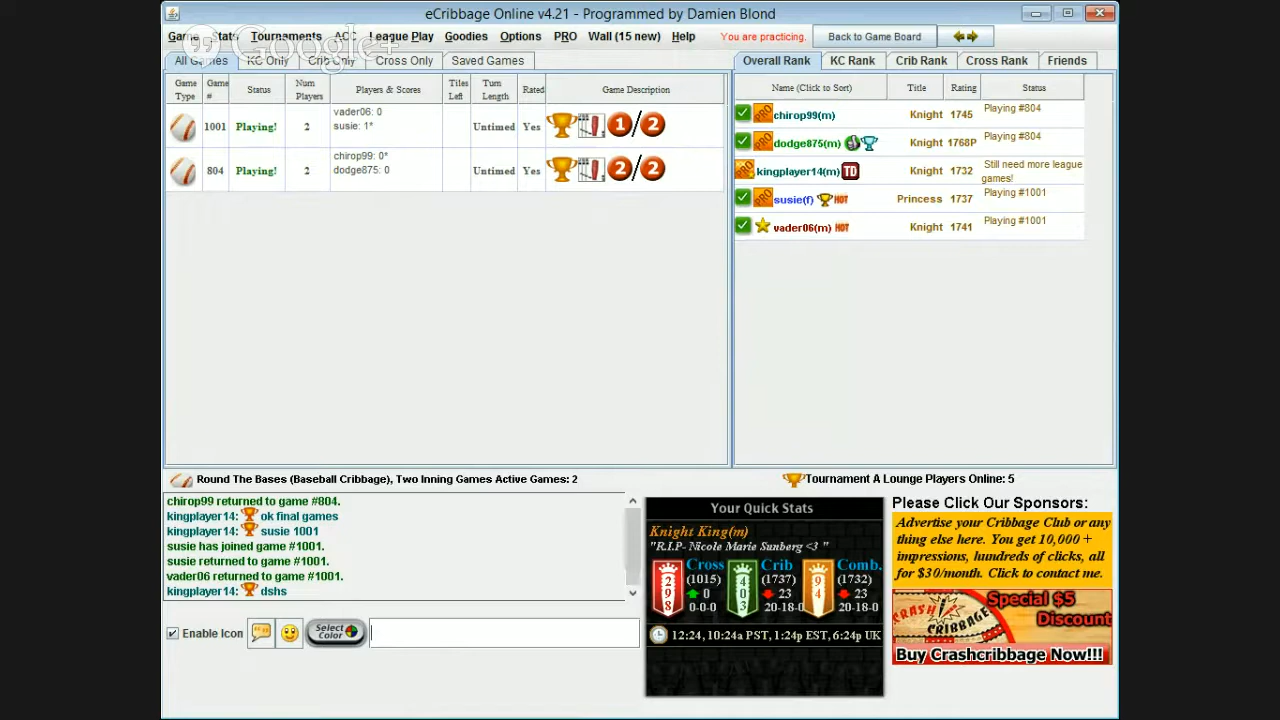 eCribbage Online v4.21 - Programmed by Damien Blond
Game Stats Tournaments ACC League Play Goodies Options PRO Wall (15 new) Help You are practicing. Back to Game Board
Google+
All Games KC Only Crib Only Cross Only Saved Games
Overall Rank KC Rank Crib Rank Cross Rank Friends
Game Type Game # Status Num Players Players & Scores Tiles Left Turn Length Rated Game Description
Name (Click to Sort) Title Rating Status
1001 Playing! 2 vader06: 0 Untimed Yes 1/2
susie: 1*
804 Playing! 2 chirop99: 0* Untimed Yes 2/2
dodge875: 0
PRO chirop99(m) Knight 1745 Playing #804
PRO dodge875(m) Knight 1768P Playing #804
PRO kingplayer14(m) TD Knight 1732 Still need more league games!
PRO susie(f) HOT Princess 1737 Playing #1001
vader06(m) HOT Knight 1741 Playing #1001
Round The Bases (Baseball Cribbage), Two Inning Games Active Games: 2
Tournament A Lounge Players Online: 5
chirop99 returned to game #804.
kingplayer14: ok final games
kingplayer14: susie 1001
susie has joined game #1001.
susie returned to game #1001.
vader06 returned to game #1001.
kingplayer14: dshs
Enable Icon Select Color
Your Quick Stats
Knight King(m)
"R.I.P- Nicole Marie Sunberg <3 "
298 Cross 403 Crib 94 Comb.
(1015) (1737) (1732)
0 23 23
0-0-0 20-18-0 20-18-0
12:24, 10:24a PST, 1:24p EST, 6:24p UK
Please Click Our Sponsors:
Advertise your Cribbage Club or any
thing else here. You get 10,000 +
impressions, hundreds of clicks, all
for $30/month. Click to contact me.
CRASH CRIBBAGE
Special $5
Discount
Buy Crashcribbage Now!!!